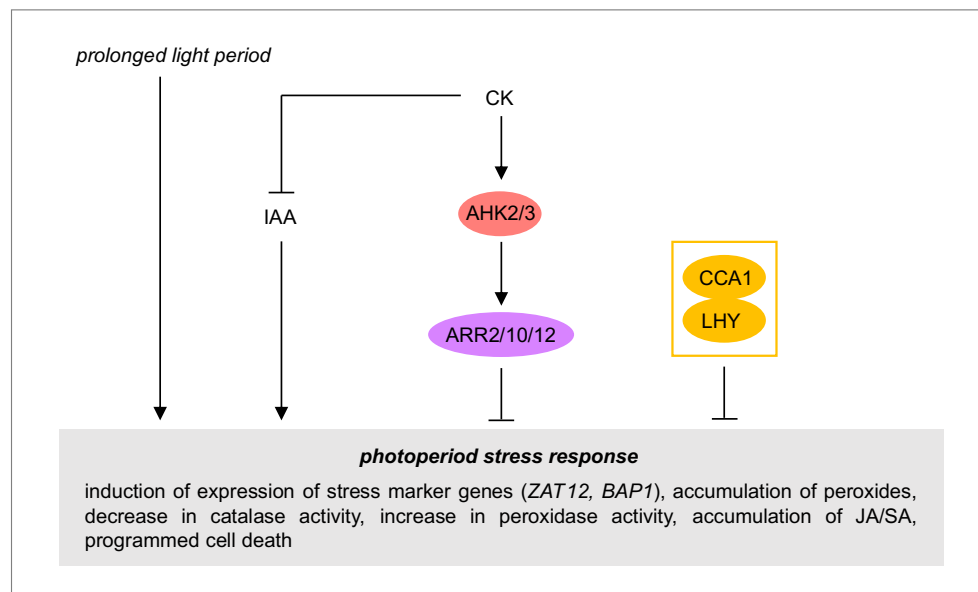 prolonged light period
CK
IAA
AHK2/3
CCA1
LHY
ARR2/10/12
photoperiod stress response
induction of expression of stress marker genes (ZAT12, BAP1), accumulation of peroxides,
decrease in catalase activity, increase in peroxidase activity, accumulation of JA/SA,
programmed cell death